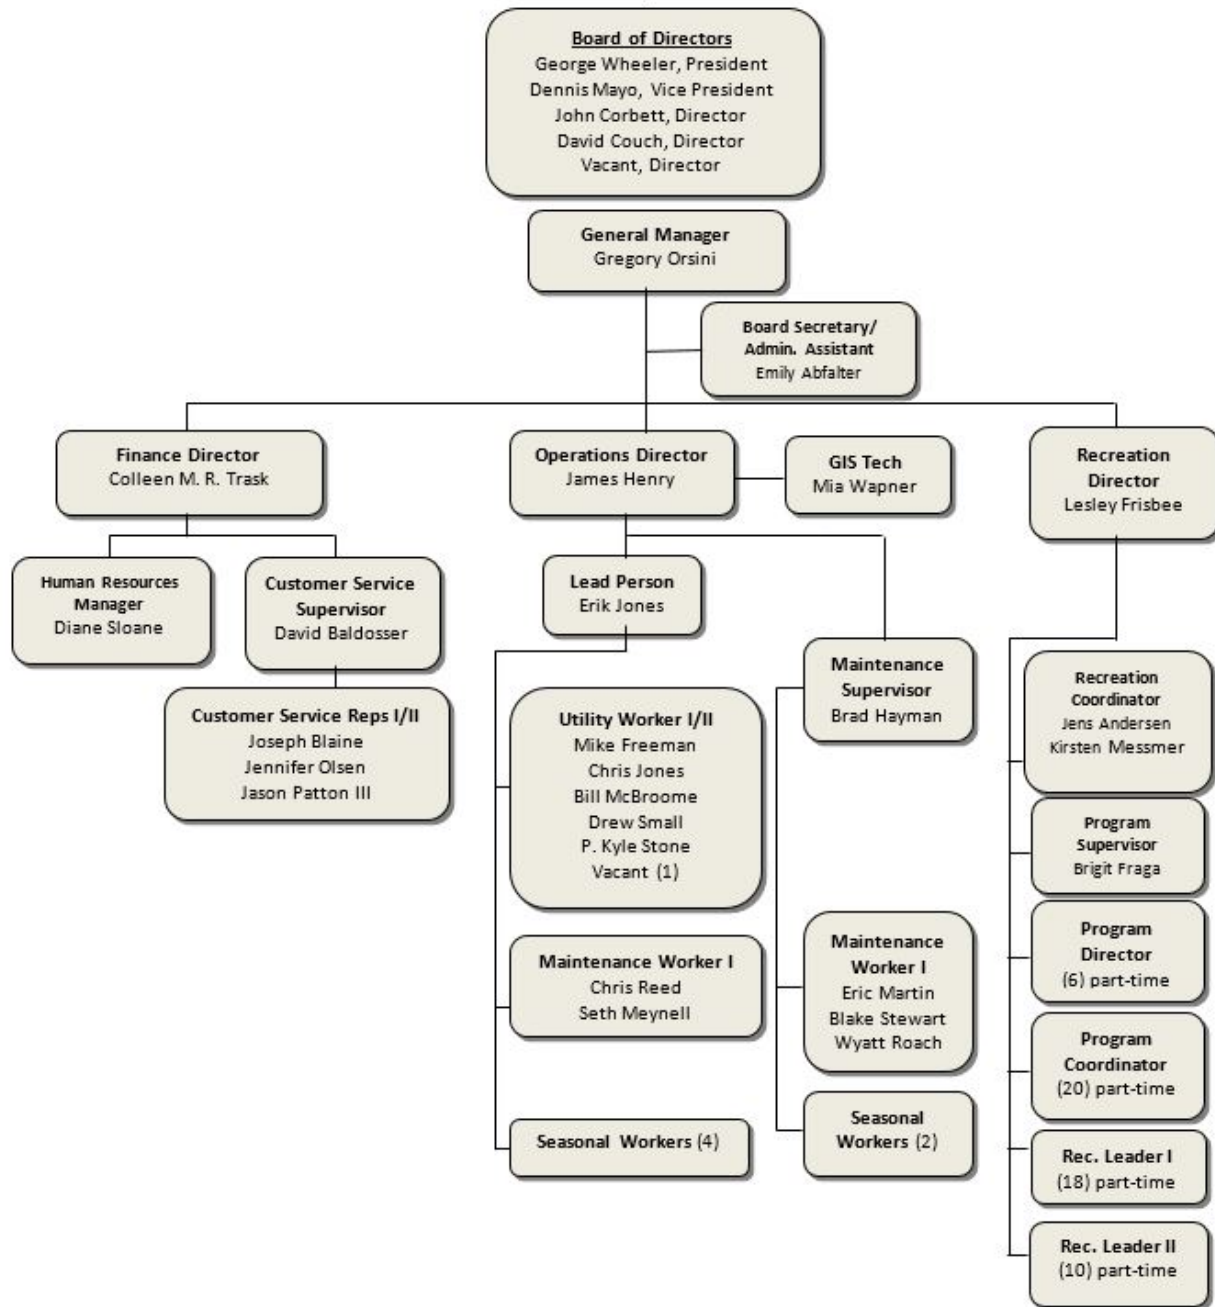 Board of Directors
George Wheeler, President
Dennis Mayo, Vice President
John Corbett, Director
David Couch, Director
Vacant, Director
General Manager
Gregory Orsini
Board Secretary/
Admin. Assistant
Emily Abfalter
Finance Director
Colleen M. R. Trask
Operations Director
James Henry
GIS Tech
Mia Wapner
Recreation
Director
Lesley Frisbee
Human Resources
Manager
Diane Sloane
Customer Service
Supervisor
David Baldosser
Customer Service Reps I/II
Joseph Blaine
Jennifer Olsen
Jason Patton III
Lead Person
Erik Jones
Utility Worker I/II
Mike Freeman
Chris Jones
Bill McBroome
Drew Small
P. Kyle Stone
Vacant (1)
Maintenance Worker I
Chris Reed
Seth Meynell
Seasonal Workers (4)
Maintenance
Supervisor
Brad Hayman
Maintenance
Worker I
Eric Martin
Blake Stewart
Wyatt Roach
Seasonal
Workers (2)
Recreation
Coordinator
Jens Andersen
Kirsten Messmer
Program
Supervisor
Brigit Fraga
Program
Director
(6) part-time
Program
Coordinator
(20) part-time
Rec. Leader I
(18) part-time
Rec. Leader II
(10) part-time